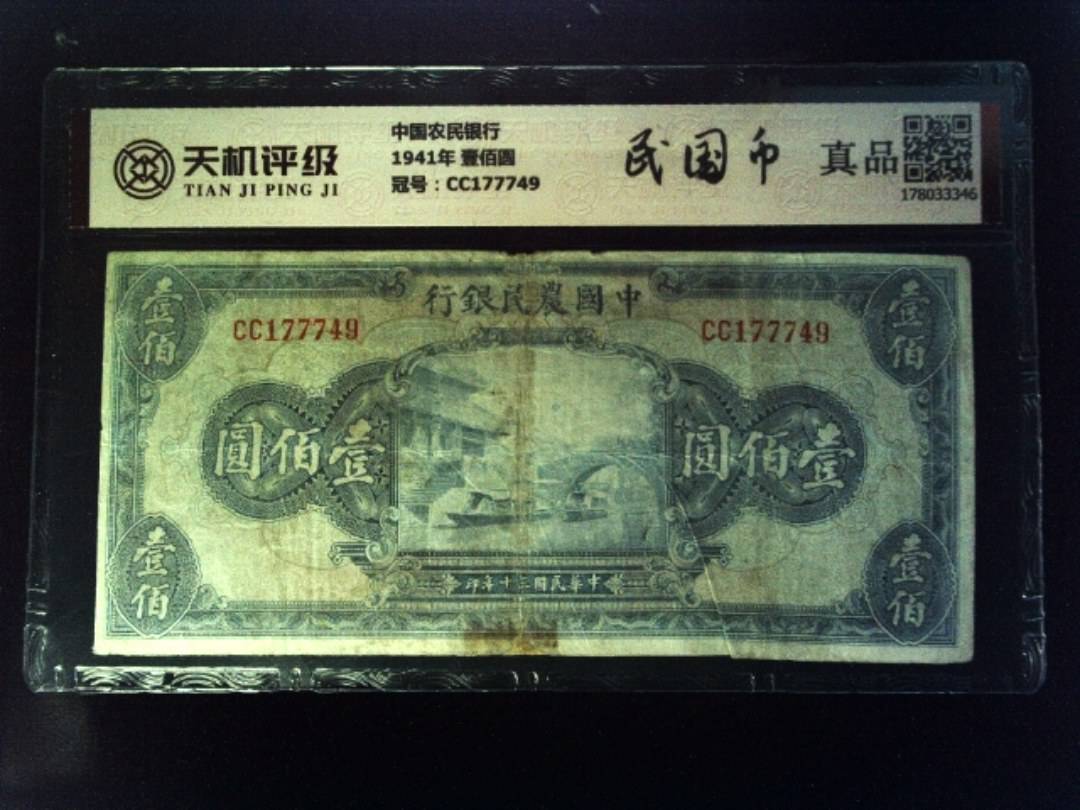 天机评级
TIAN JI PING JI
中国农民银行
1941年 壹佰圆
冠号：CC177749
民国币
真品
178033346
中國農民銀行
壹佰
壹佰
CC177749
CC177749
壹佰圓
壹佰圓
中華民國三十年印
壹佰
壹佰